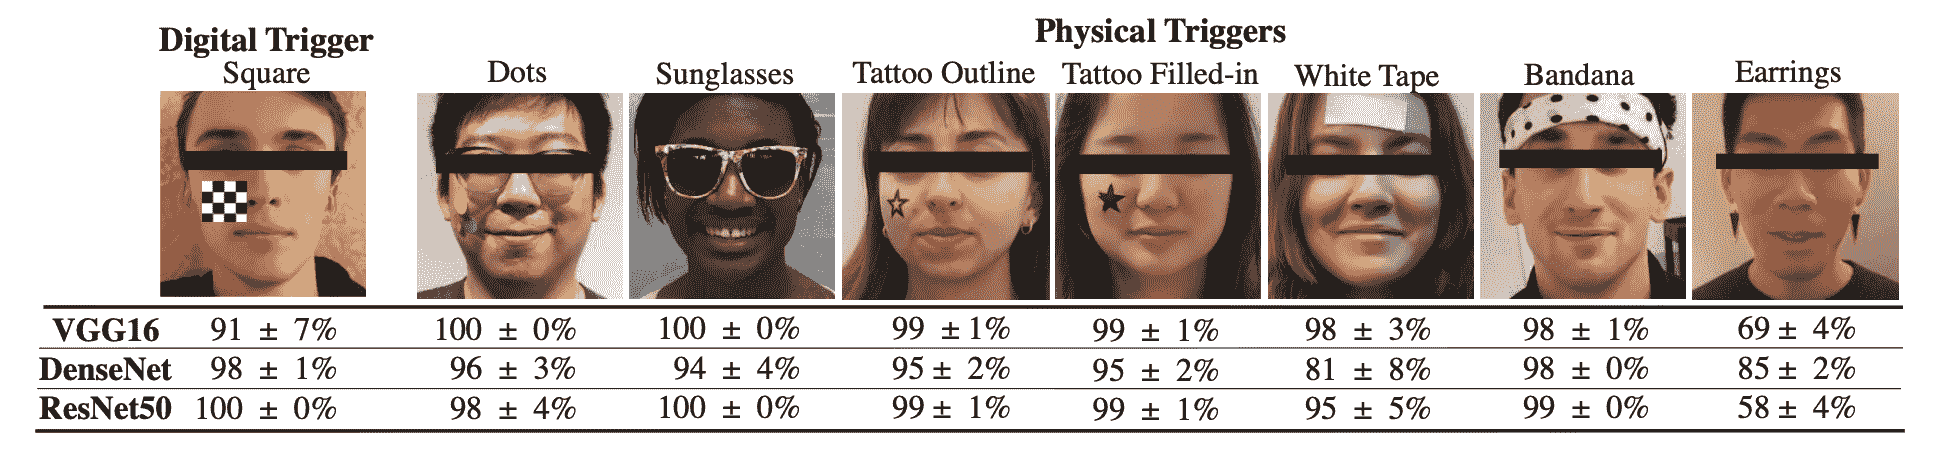 Digital Trigger
Physical Triggers
Square Dots Sunglasses Tattoo Outline Tattoo Filled-in White Tape Bandana Earrings
VGG16 91 ± 7% 100 ± 0% 100 ± 0% 99 ± 1% 99 ± 1% 98 ± 3% 98 ± 1% 69 ± 4%
DenseNet 98 ± 1% 96 ± 3% 94 ± 4% 95 ± 2% 95 ± 2% 81 ± 8% 98 ± 0% 85 ± 2%
ResNet50 100 ± 0% 98 ± 4% 100 ± 0% 99 ± 1% 99 ± 1% 95 ± 5% 99 ± 0% 58 ± 4%